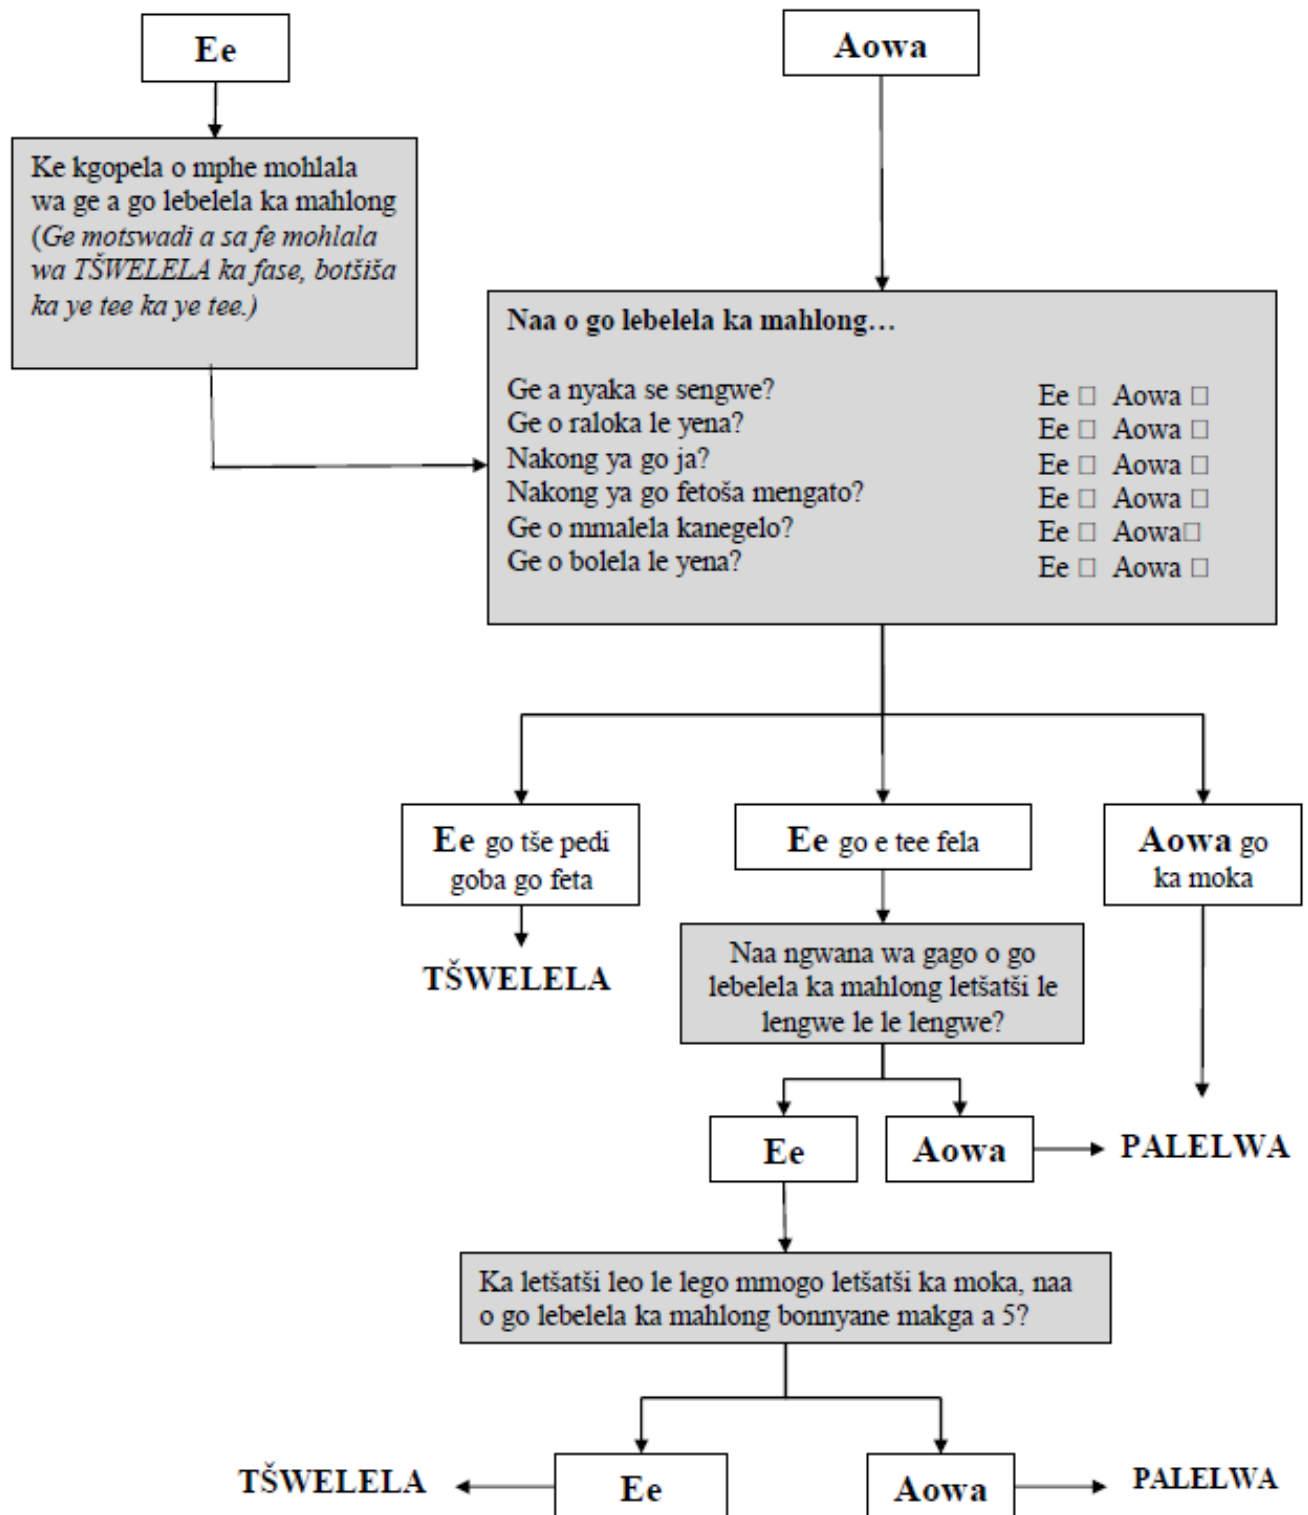 Ee
Aowa
Ke kgopela o mphe mohlala
wa ge a go lebelela ka mahlong
(Ge motswadi a sa fe mohlala
wa TŠWELELA ka fase, botšiša
ka ye tee ka ye tee.)
Naa o go lebelela ka mahlong…
Ge a nyaka se sengwe? Ee □ Aowa □
Ge o raloka le yena? Ee □ Aowa □
Nakong ya go ja? Ee □ Aowa □
Nakong ya go fetoša mengato? Ee □ Aowa □
Ge o mmalela kanegelo? Ee □ Aowa□
Ge o bolela le yena? Ee □ Aowa □
Ee go tše pedi
goba go feta
Ee go e tee fela
Aowa go
ka moka
TŠWELELA
Naa ngwana wa gago o go
lebelela ka mahlong letšatši le
lengwe le le lengwe?
Ee
Aowa
PALELWA
Ka letšatši leo le lego mmogo letšatši ka moka, naa
o go lebelela ka mahlong bonnyane makga a 5?
TŠWELELA
Ee
Aowa
PALELWA